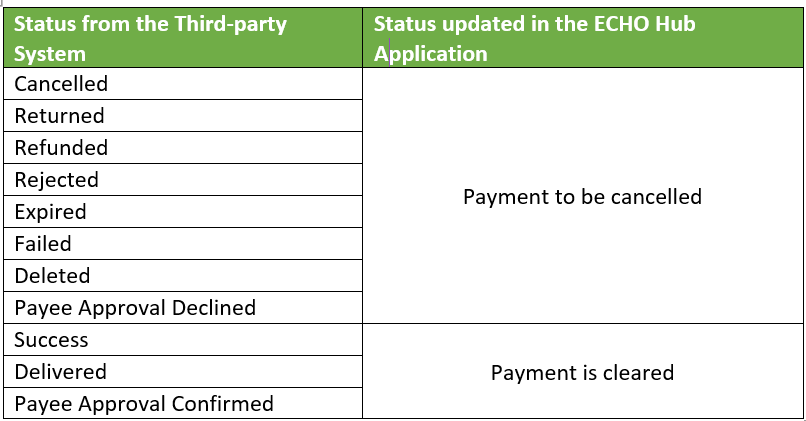 Status from the Third-party
System
Status updated in the ECHO Hub
Application
Cancelled
Returned
Refunded
Rejected
Expired
Failed
Deleted
Payee Approval Declined
Payment to be cancelled
Success
Delivered
Payee Approval Confirmed
Payment is cleared